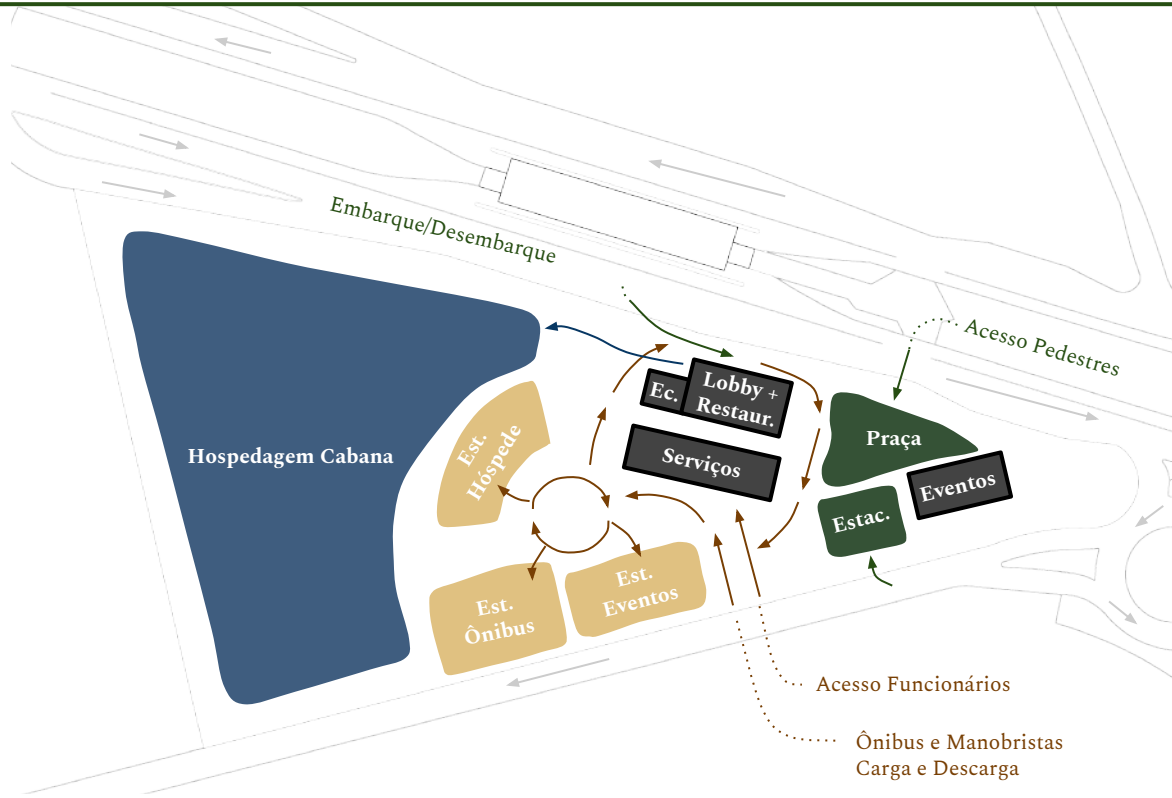 Embarque/Desembarque
Acesso Pedestres
Ec.
Lobby +
Restaur.
Praça
Hospedagem Cabana
Est.
Hóspede
Serviços
Eventos
Estac.
Est.
Ônibus
Est.
Eventos
Acesso Funcionários
Ônibus e Manobristas
Carga e Descarga